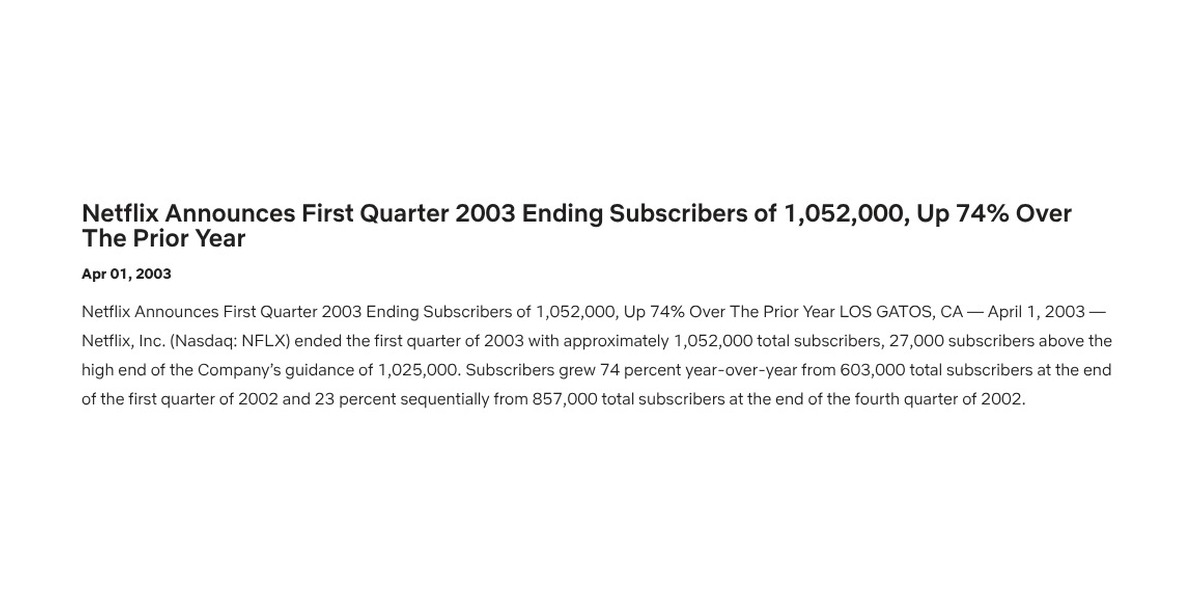 Netflix Announces First Quarter 2003 Ending Subscribers of 1,052,000, Up 74% Over
The Prior Year
Apr 01, 2003
Netflix Announces First Quarter 2003 Ending Subscribers of 1,052,000, Up 74% Over The Prior Year LOS GATOS, CA — April 1, 2003 —
Netflix, Inc. (Nasdaq: NFLX) ended the first quarter of 2003 with approximately 1,052,000 total subscribers, 27,000 subscribers above the
high end of the Company’s guidance of 1,025,000. Subscribers grew 74 percent year-over-year from 603,000 total subscribers at the end
of the first quarter of 2002 and 23 percent sequentially from 857,000 total subscribers at the end of the fourth quarter of 2002.